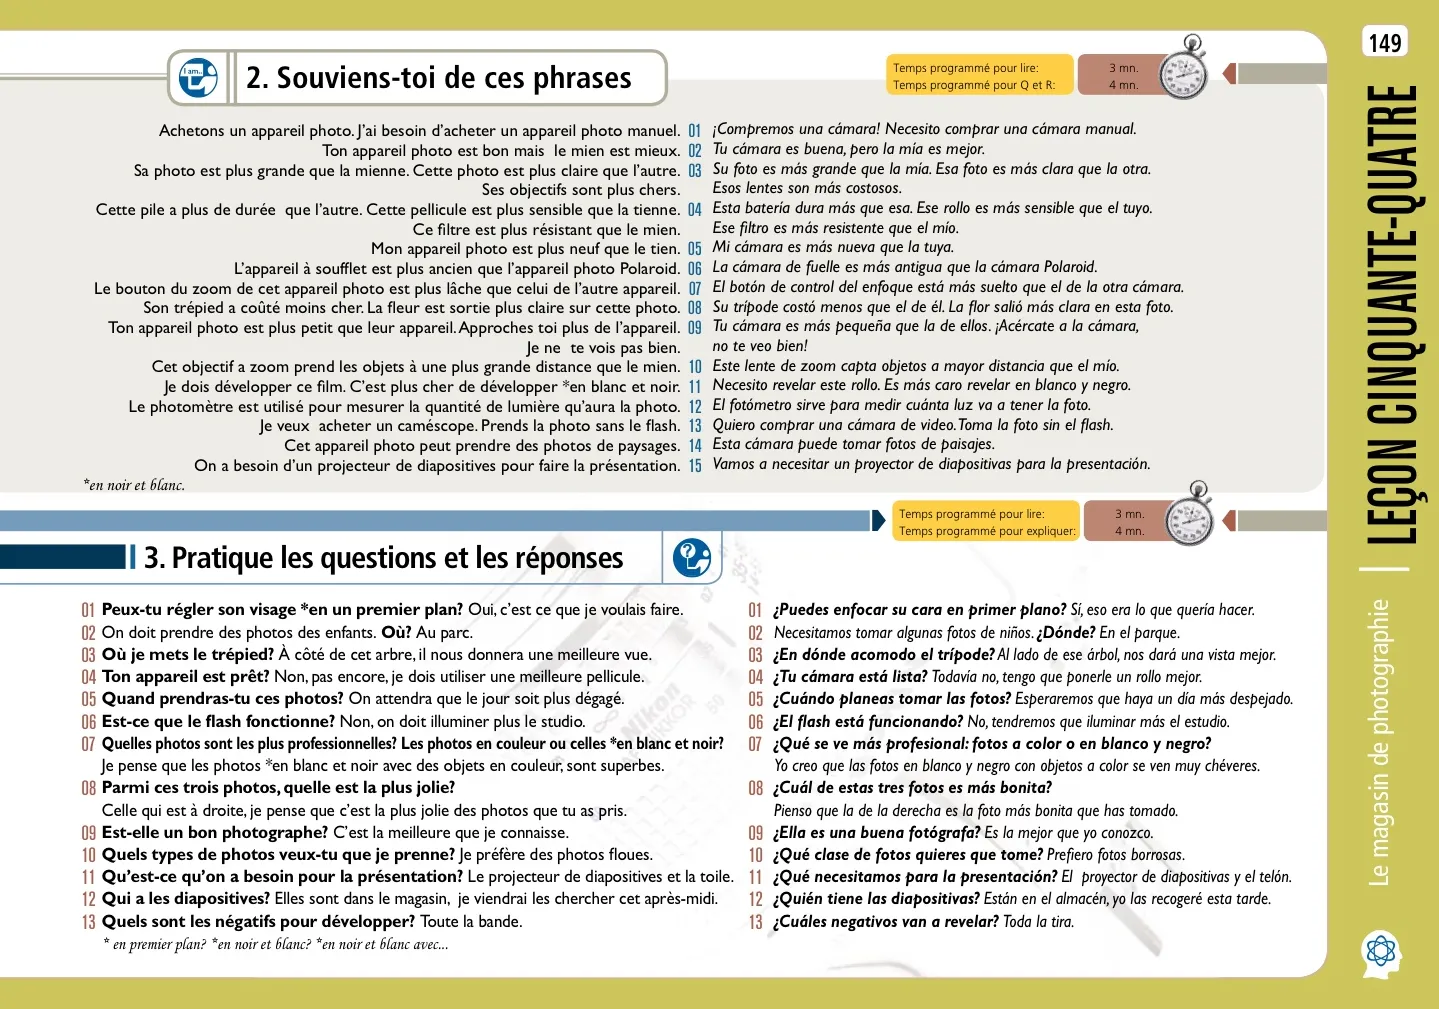 149
LEÇON CINQUANTE-QUATRE
Le magasin de photographie
I am...
2. Souviens-toi de ces phrases
Temps programmé pour lire: 3 mn.
Temps programmé pour Q et R: 4 mn.
Achetons un appareil photo. J’ai besoin d’acheter un appareil photo manuel. 01 ¡Compremos una cámara! Necesito comprar una cámara manual.
Ton appareil photo est bon mais le mien est mieux. 02 Tu cámara es buena, pero la mía es mejor.
Sa photo est plus grande que la mienne. Cette photo est plus claire que l’autre. 03 Su foto es más grande que la mía. Esa foto es más clara que la otra.
Ses objectifs sont plus chers. Esos lentes son más costosos.
Cette pile a plus de durée que l’autre. Cette pellicule est plus sensible que la tienne. 04 Esta batería dura más que esa. Ese rollo es más sensible que el tuyo.
Ce filtre est plus résistant que le mien. Ese filtro es más resistente que el mío.
Mon appareil photo est plus neuf que le tien. 05 Mi cámara es más nueva que la tuya.
L’appareil à soufflet est plus ancien que l’appareil photo Polaroid. 06 La cámara de fuelle es más antigua que la cámara Polaroid.
Le bouton du zoom de cet appareil photo est plus lâche que celui de l’autre appareil. 07 El botón de control del enfoque está más suelto que el de la otra cámara.
Son trépied a coûté moins cher. La fleur est sortie plus claire sur cette photo. 08 Su trípode costó menos que el de él. La flor salió más clara en esta foto.
Ton appareil photo est plus petit que leur appareil. Approches toi plus de l’appareil. 09 Tu cámara es más pequeña que la de ellos. ¡Acércate a la cámara,
Je ne te vois pas bien. no te veo bien!
Cet objectif a zoom prend les objets à une plus grande distance que le mien. 10 Este lente de zoom capta objetos a mayor distancia que el mío.
Je dois développer ce film. C’est plus cher de développer *en blanc et noir. 11 Necesito revelar este rollo. Es más caro revelar en blanco y negro.
Le photomètre est utilisé pour mesurer la quantité de lumière qu’aura la photo. 12 El fotómetro sirve para medir cuánta luz va a tener la foto.
Je veux acheter un caméscope. Prends la photo sans le flash. 13 Quiero comprar una cámara de video. Toma la foto sin el flash.
Cet appareil photo peut prendre des photos de paysages. 14 Esta cámara puede tomar fotos de paisajes.
On a besoin d’un projecteur de diapositives pour faire la présentation. 15 Vamos a necesitar un proyector de diapositivas para la presentación.
*en noir et blanc.
Temps programmé pour lire: 3 mn.
Temps programmé pour expliquer: 4 mn.
3. Pratique les questions et les réponses
01 Peux-tu régler son visage *en un premier plan? Oui, c’est ce que je voulais faire.
02 On doit prendre des photos des enfants. Où? Au parc.
03 Où je mets le trépied? À côté de cet arbre, il nous donnera une meilleure vue.
04 Ton appareil est prêt? Non, pas encore, je dois utiliser une meilleure pellicule.
05 Quand prendras-tu ces photos? On attendra que le jour soit plus dégagé.
06 Est-ce que le flash fonctionne? Non, on doit illuminer plus le studio.
07 Quelles photos sont les plus professionnelles? Les photos en couleur ou celles *en blanc et noir?
Je pense que les photos *en blanc et noir avec des objets en couleur, sont superbes.
08 Parmi ces trois photos, quelle est la plus jolie?
Celle qui est à droite, je pense que c’est la plus jolie des photos que tu as pris.
09 Est-elle un bon photographe? C’est la meilleure que je connaisse.
10 Quels types de photos veux-tu que je prenne? Je préfère des photos floues.
11 Qu’est-ce qu’on a besoin pour la présentation? Le projecteur de diapositives et la toile.
12 Qui a les diapositives? Elles sont dans le magasin, je viendrai les chercher cet après-midi.
13 Quels sont les négatifs pour développer? Toute la bande.
* en premier plan? *en noir et blanc? *en noir et blanc avec...
01 ¿Puedes enfocar su cara en primer plano? Sí, eso era lo que quería hacer.
02 Necesitamos tomar algunas fotos de niños. ¿Dónde? En el parque.
03 ¿En dónde acomodo el trípode? Al lado de ese árbol, nos dará una vista mejor.
04 ¿Tu cámara está lista? Todavía no, tengo que ponerle un rollo mejor.
05 ¿Cuándo planeas tomar las fotos? Esperaremos que haya un día más despejado.
06 ¿El flash está funcionando? No, tendremos que iluminar más el estudio.
07 ¿Qué se ve más profesional: fotos a color o en blanco y negro?
Yo creo que las fotos en blanco y negro con objetos a color se ven muy chéveres.
08 ¿Cuál de estas tres fotos es más bonita?
Pienso que la de la derecha es la foto más bonita que has tomado.
09 ¿Ella es una buena fotógrafa? Es la mejor que yo conozco.
10 ¿Qué clase de fotos quieres que tome? Prefiero fotos borrosas.
11 ¿Qué necesitamos para la presentación? El proyector de diapositivas y el telón.
12 ¿Quién tiene las diapositivas? Están en el almacén, yo las recogeré esta tarde.
13 ¿Cuáles negativos van a revelar? Toda la tira.
Nikon